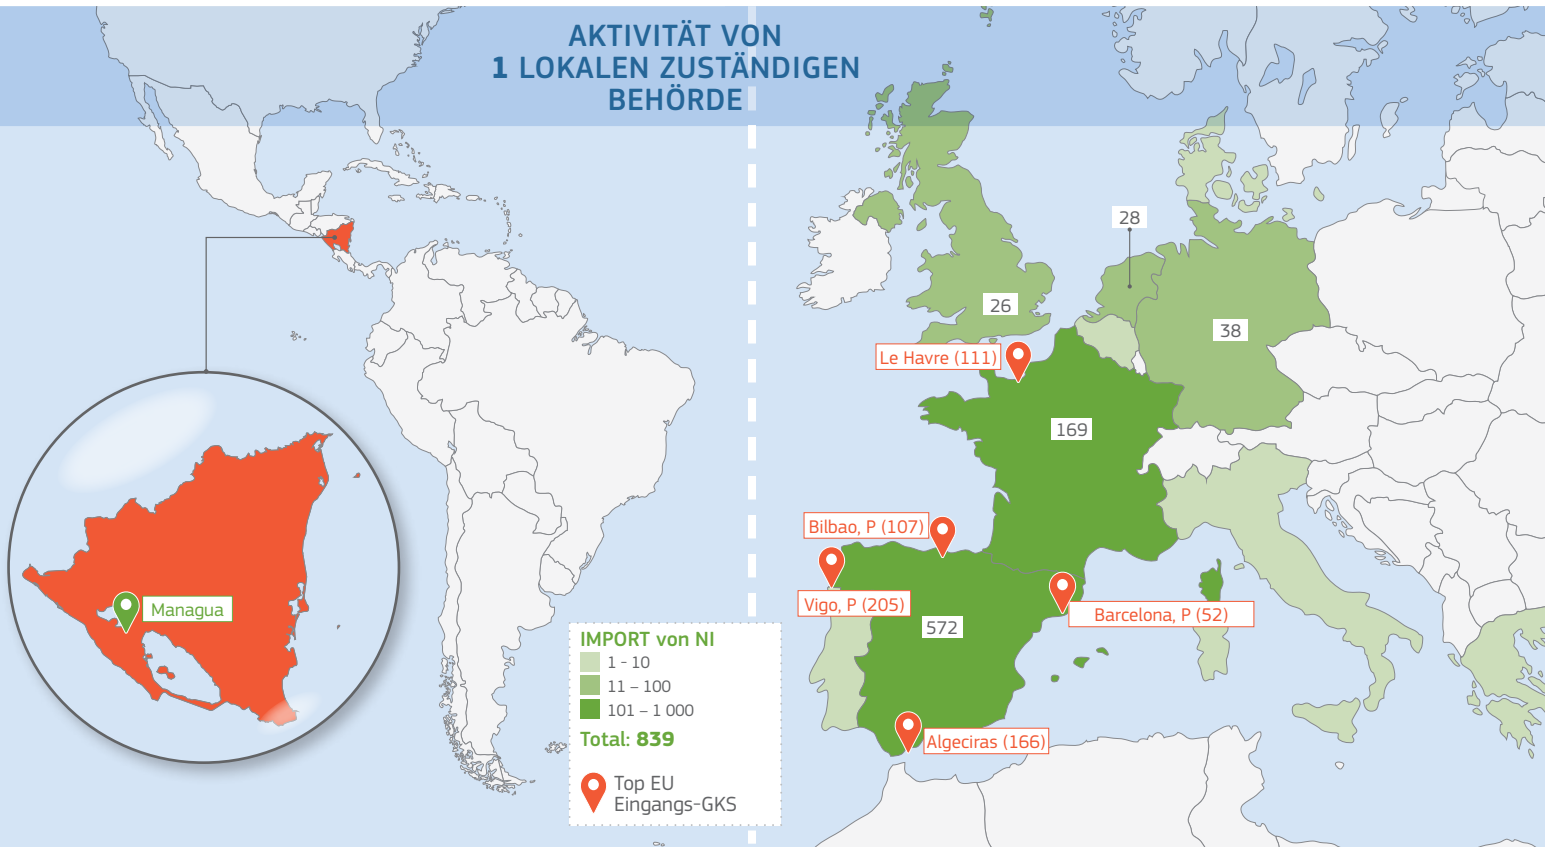 AKTIVITÄT VON
1 LOKALEN ZUSTÄNDIGEN
BEHÖRDE
28
26
38
Le Havre (111)
169
Bilbao, P (107)
Vigo, P (205)
Barcelona, P (52)
572
Algeciras (166)
Managua
IMPORT von NI
1 - 10
11 – 100
101 – 1 000
Total: 839
Top EU
Eingangs-GKS